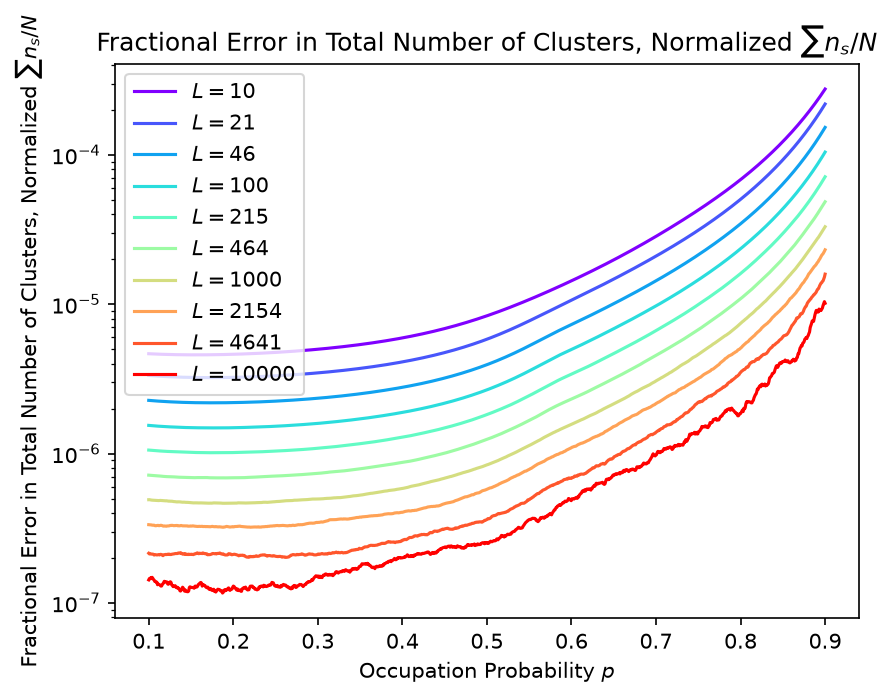 Fractional Error in Total Number of Clusters, Normalized ∑nₛ/N
Fractional Error in Total Number of Clusters, Normalized ∑nₛ/N
10⁻⁴
10⁻⁵
10⁻⁶
10⁻⁷
L = 10
L = 21
L = 46
L = 100
L = 215
L = 464
L = 1000
L = 2154
L = 4641
L = 10000
0.1 0.2 0.3 0.4 0.5 0.6 0.7 0.8 0.9
Occupation Probability p